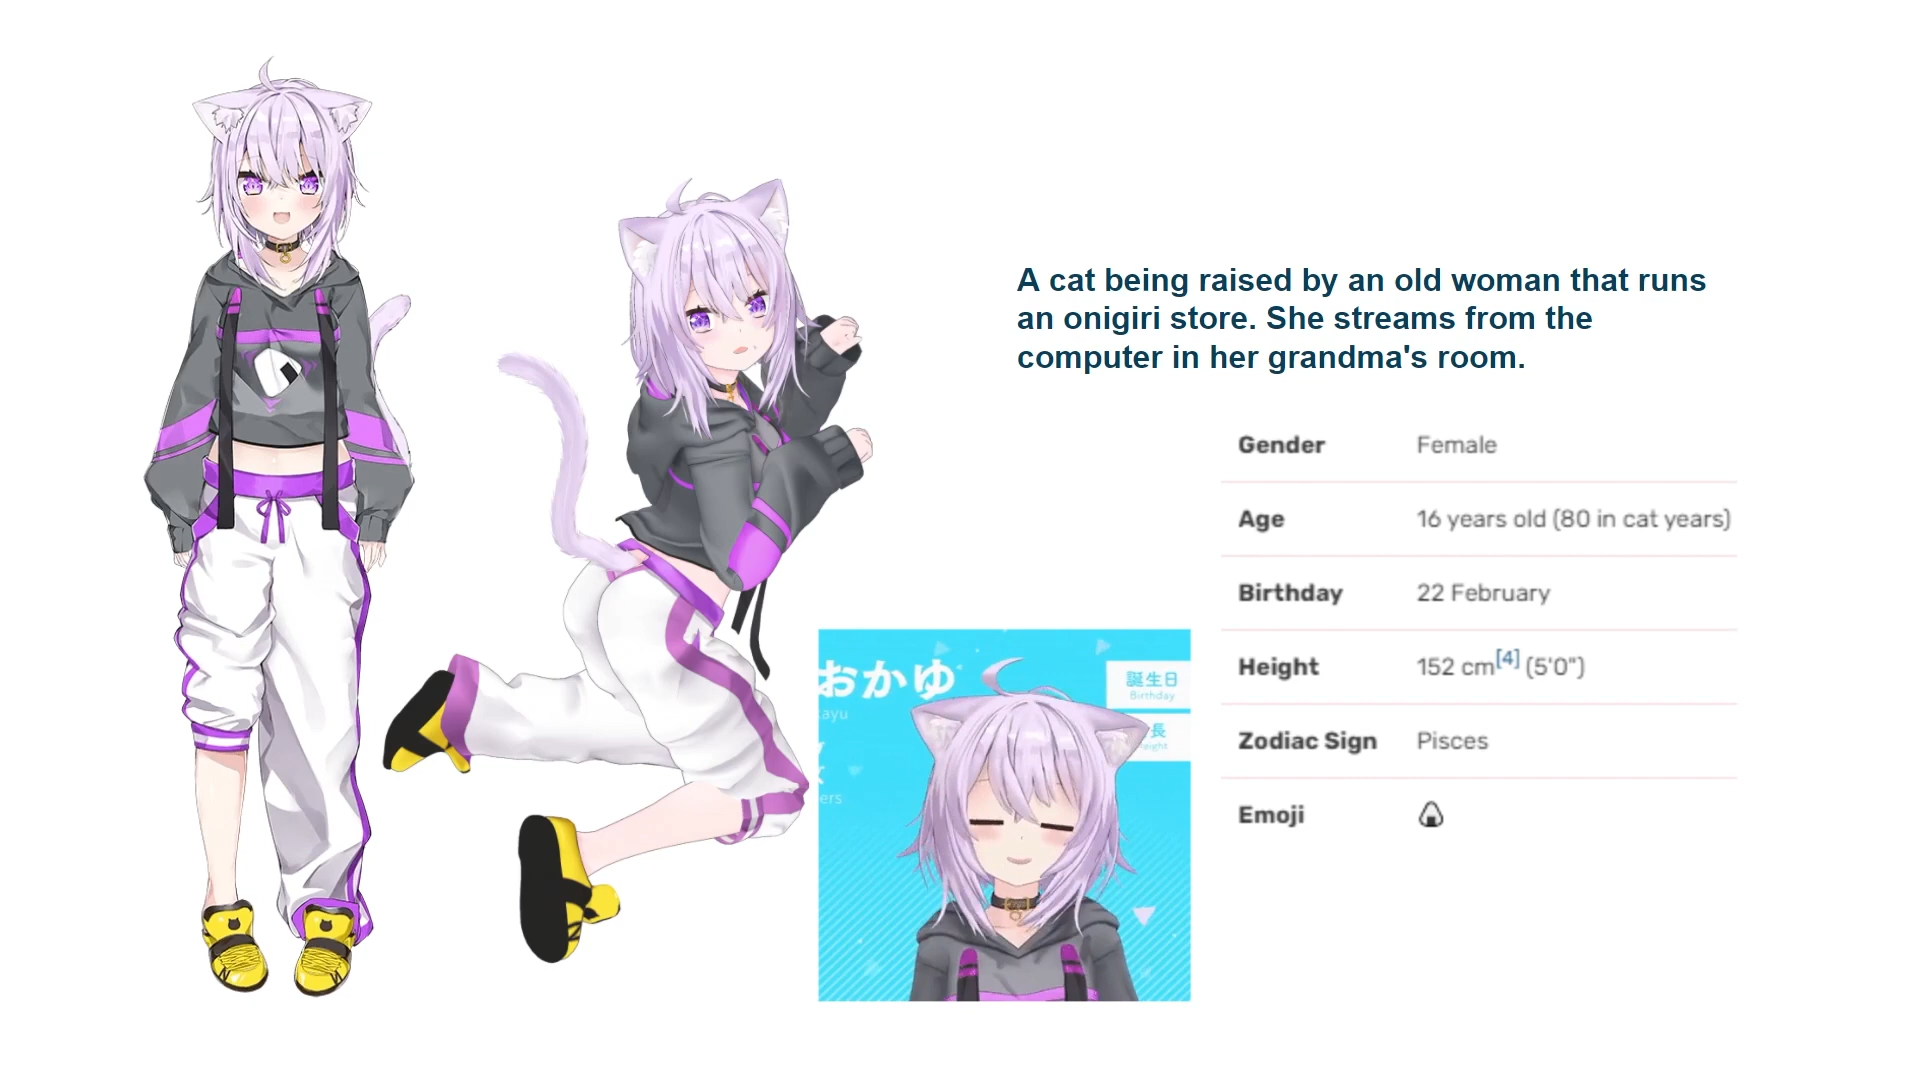 A cat being raised by an old woman that runs
an onigiri store. She streams from the
computer in her grandma's room.
Gender Female
Age 16 years old (80 in cat years)
Birthday 22 February
Height 152 cm[4] (5'0")
Zodiac Sign Pisces
Emoji 🍙
おかゆ
誕生日
Birthday
長